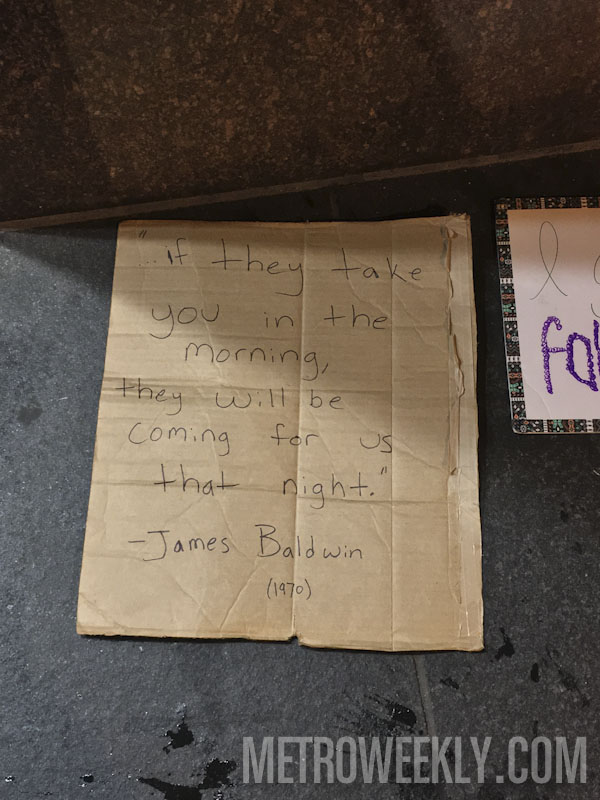 "...if they take
you in the
morning,
they will be
coming for us
that night."
-James Baldwin
(1970)
METROWEEKLY.COM